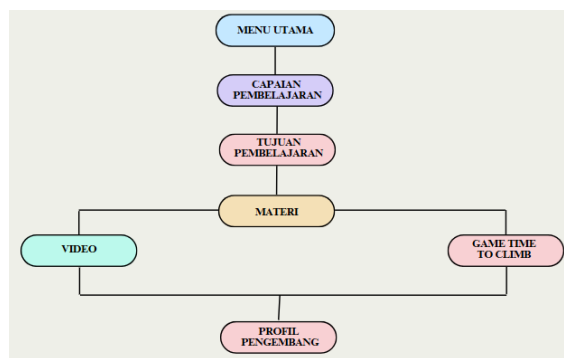 MENU UTAMA
CAPAIAN
PEMBELAJARAN
TUJUAN
PEMBELAJARAN
MATERI
VIDEO
GAME TIME
TO CLIMB
PROFIL
PENGEMBANG